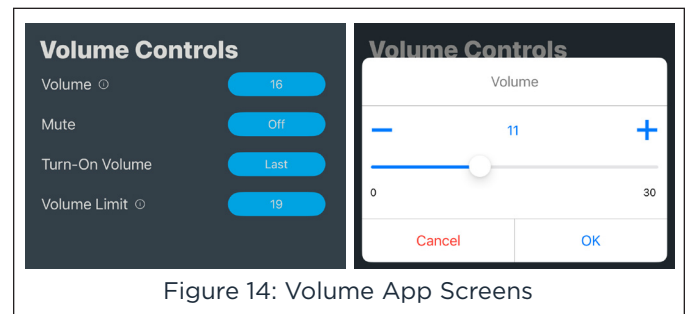 Volume Controls
Volume ⓘ 16
Mute Off
Turn-On Volume Last
Volume Limit ⓘ 19
Volume Controls
Volume
− 11 +
0 30
Cancel OK
Figure 14: Volume App Screens